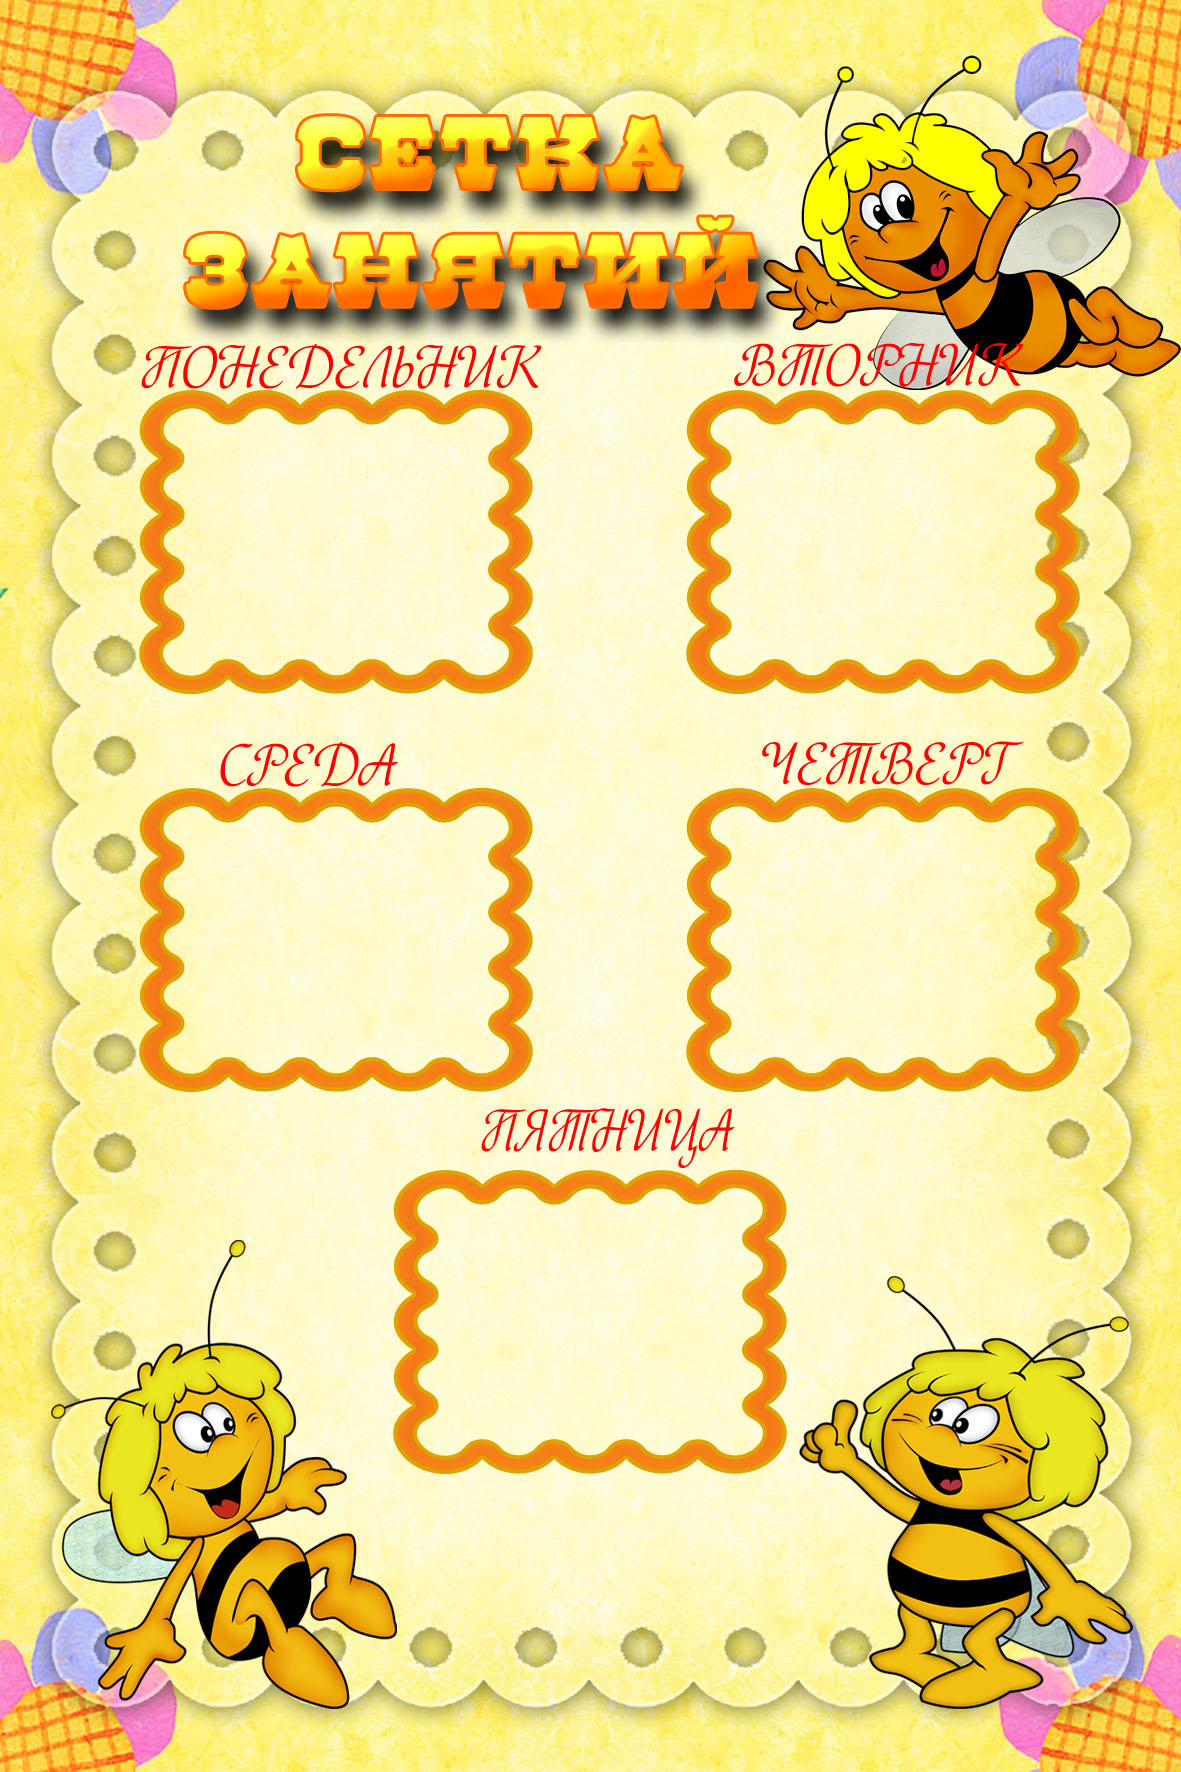 СЕТКА
ЗАНЯТИЙ
ПОНЕДЕЛЬНИК
ВТОРНИК
СРЕДА
ЧЕТВЕРГ
ПЯТНИЦА